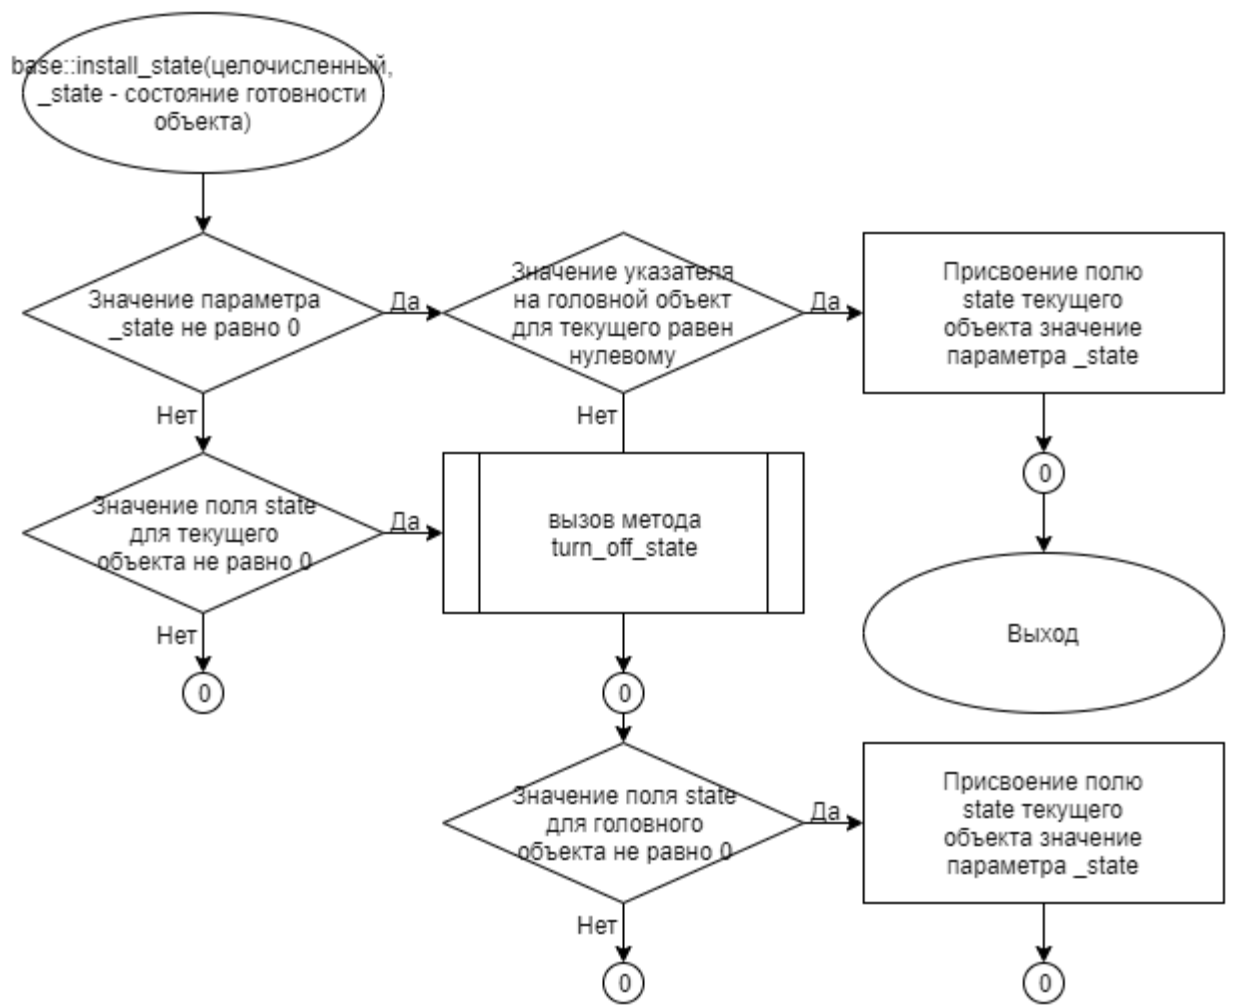 base::install_state(целочисленный,
_state - состояние готовности
объекта)
Значение параметра
_state не равно 0
Да
Значение указателя
на головной объект
для текущего равен
нулевому
Да
Присвоение полю
state текущего
объекта значение
параметра _state
Нет
Нет
0
Значение поля state
для текущего
объекта не равно 0
Да
вызов метода
turn_off_state
Выход
Нет
0
0
Значение поля state
для головного
объекта не равно 0
Да
Присвоение полю
state текущего
объекта значение
параметра _state
Нет
0
0